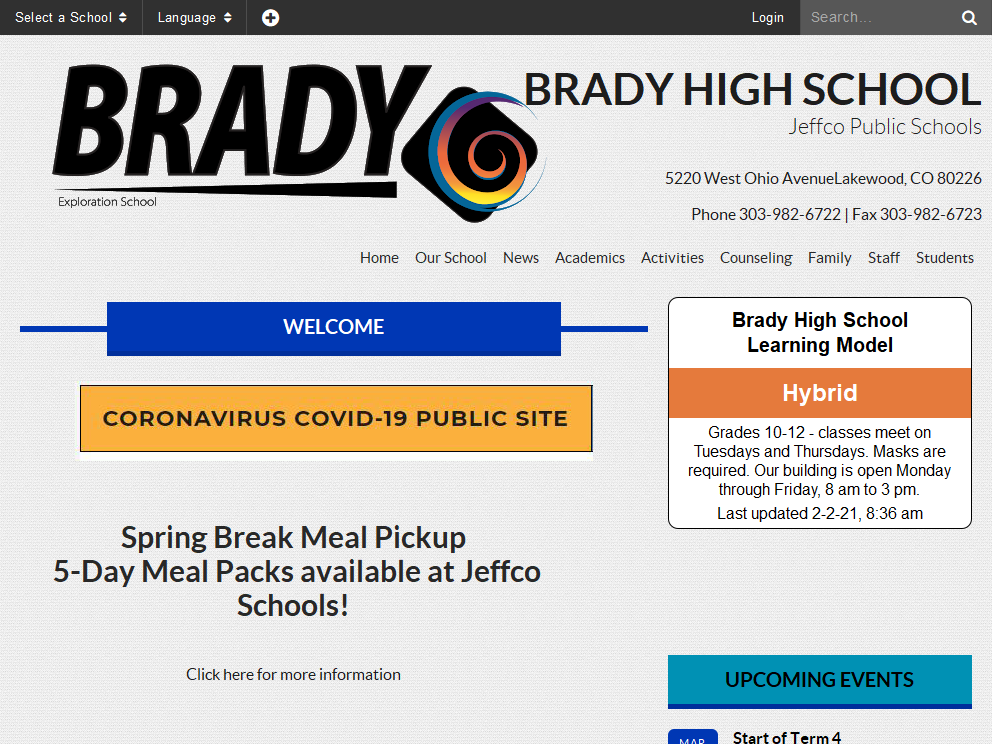 Select a School
Language
Login
Search...
BRADY
Exploration School
BRADY HIGH SCHOOL
Jeffco Public Schools
5220 West Ohio AvenueLakewood, CO 80226
Phone 303-982-6722 | Fax 303-982-6723
Home Our School News Academics Activities Counseling Family Staff Students
WELCOME
CORONAVIRUS COVID-19 PUBLIC SITE
Spring Break Meal Pickup
5-Day Meal Packs available at Jeffco
Schools!
Click here for more information
Brady High School
Learning Model
Hybrid
Grades 10-12 - classes meet on
Tuesdays and Thursdays. Masks are
required. Our building is open Monday
through Friday, 8 am to 3 pm.
Last updated 2-2-21, 8:36 am
UPCOMING EVENTS
MAR
Start of Term 4